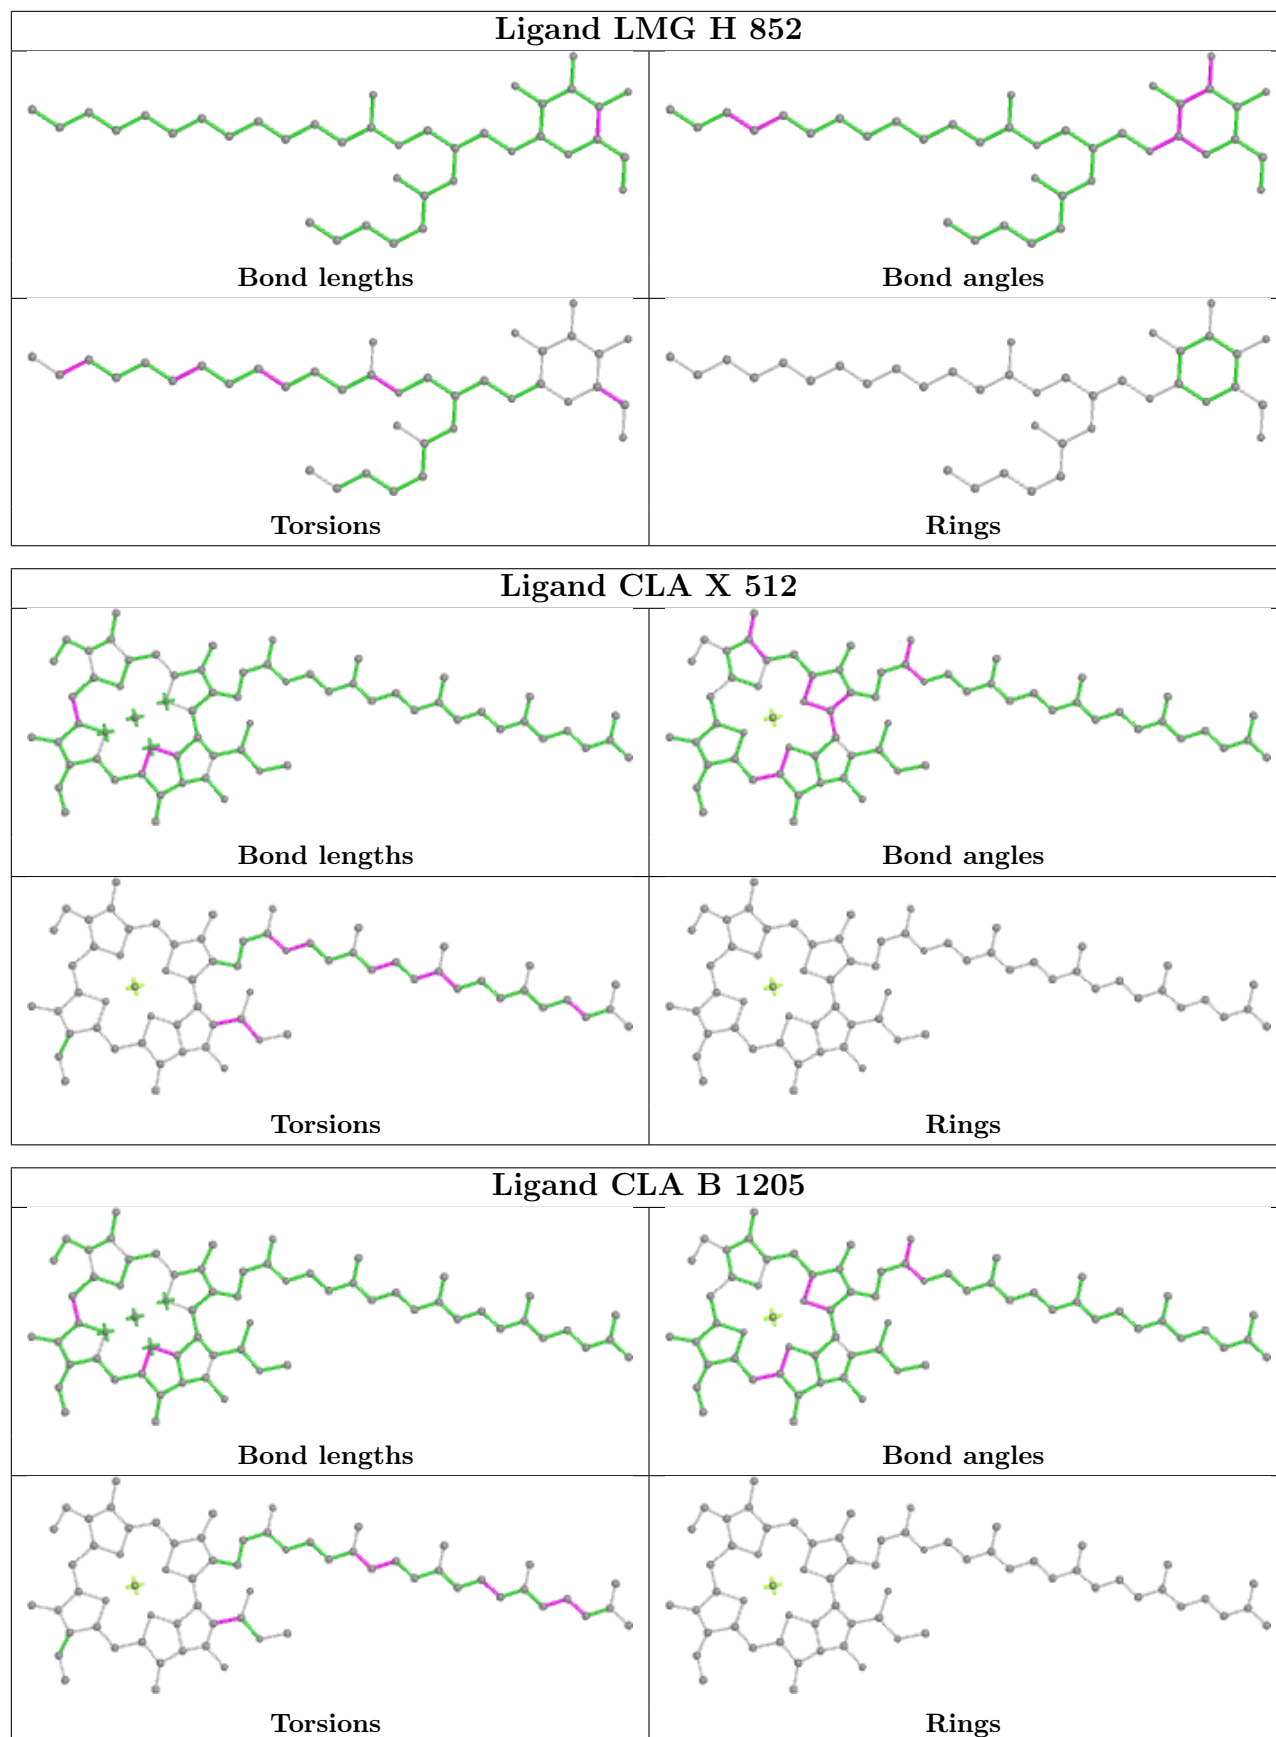 Ligand LMG H 852
Bond lengths
Bond angles
Torsions
Rings
Ligand CLA X 512
Bond lengths
Bond angles
Torsions
Rings
Ligand CLA B 1205
Bond lengths
Bond angles
Torsions
Rings